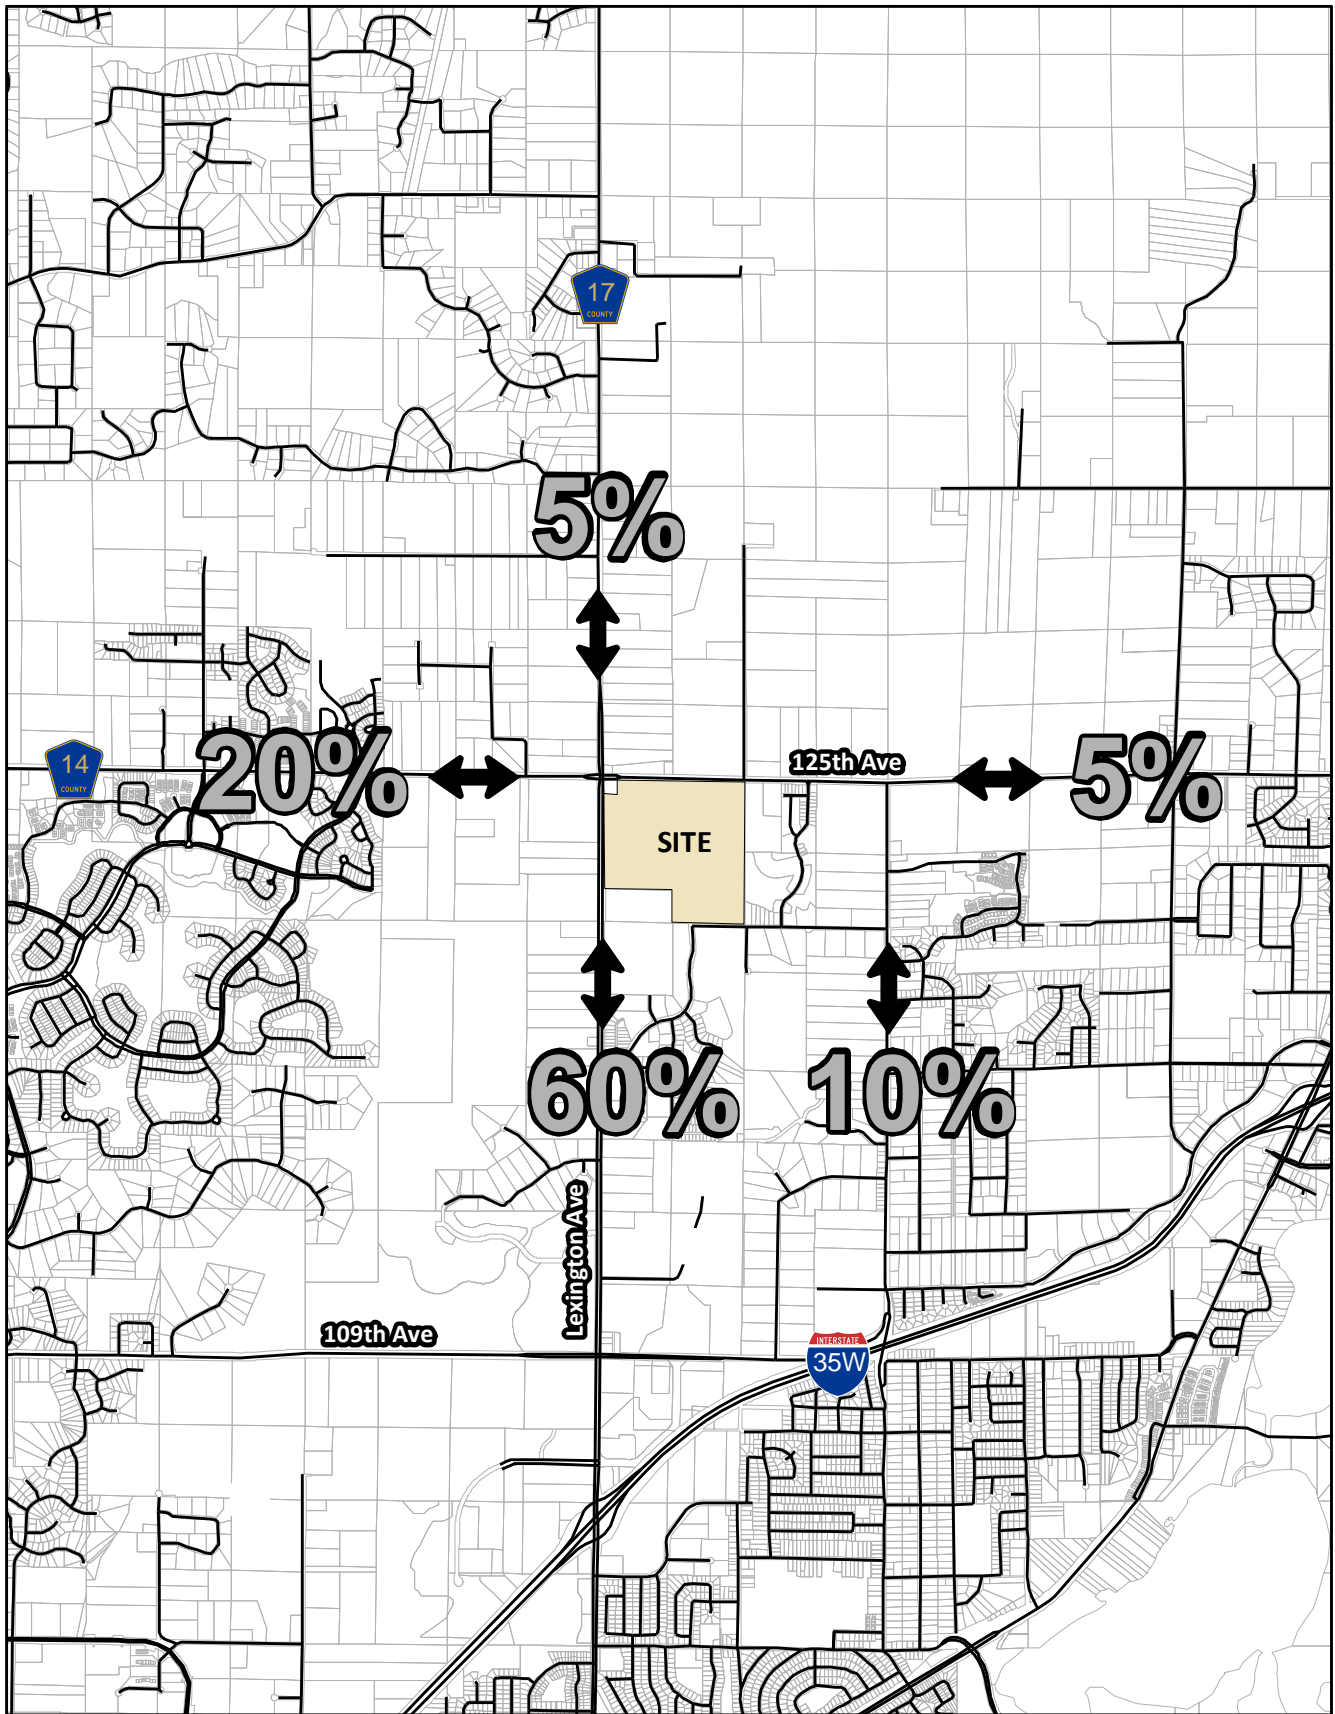 17
COUNTY
5%
14
COUNTY
20%
125th Ave
5%
SITE
60%
10%
Lexington Ave
109th Ave
INTERSTATE
35W